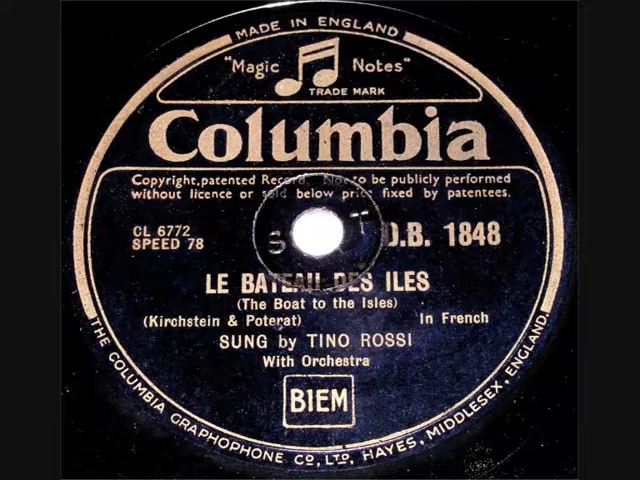 MADE IN ENGLAND
"Magic Notes"
TRADE MARK
Columbia
Copyright, patented Record. Not to be publicly performed
without licence or sold below price fixed by patentees.
CL 6772
SPEED 78
D.B. 1848
LE BATEAU DES ILES
(The Boat to the Isles)
(Kirchstein & Poterat) In French
SUNG by TINO ROSSI
With Orchestra
BIEM
THE COLUMBIA GRAPHOPHONE CO., LTD. HAYES, MIDDLESEX, ENGLAND.